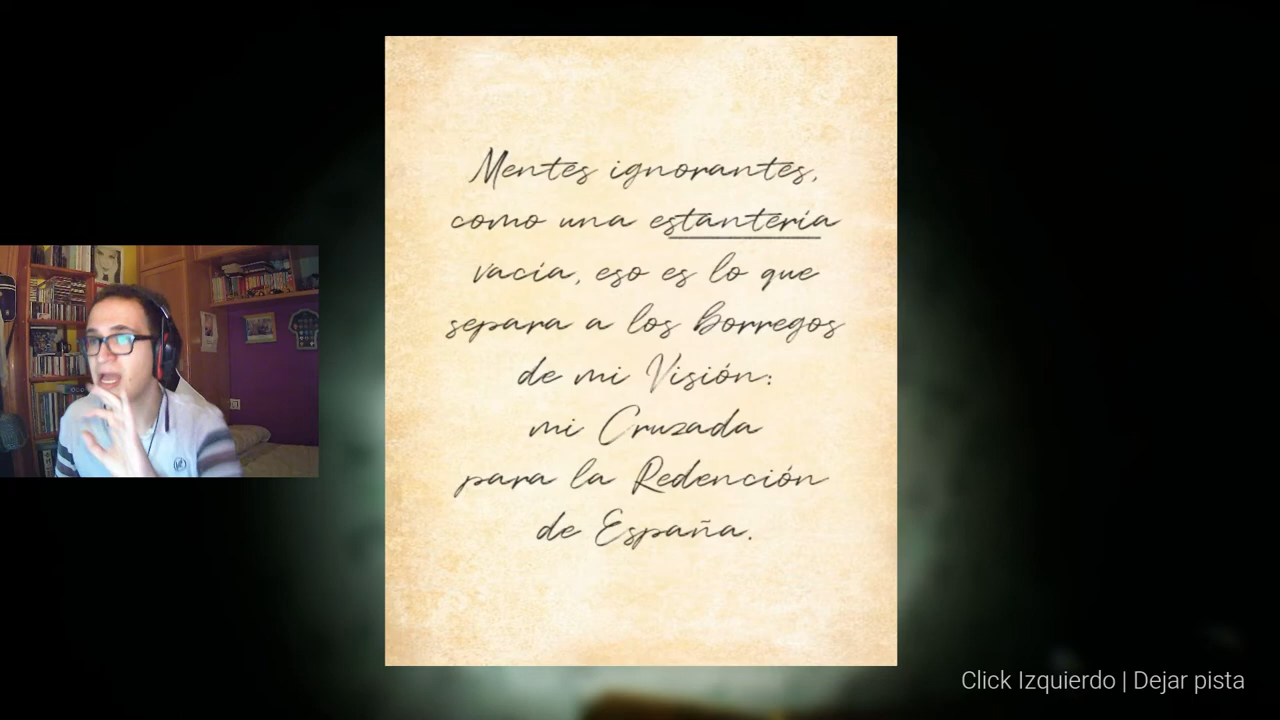 Mentes ignorantes,
como una estantería
vacía, eso es lo que
separa a los borregos
de mi Visión:
mi Cruzada
para la Redención
de España.
Click Izquierdo | Dejar pista